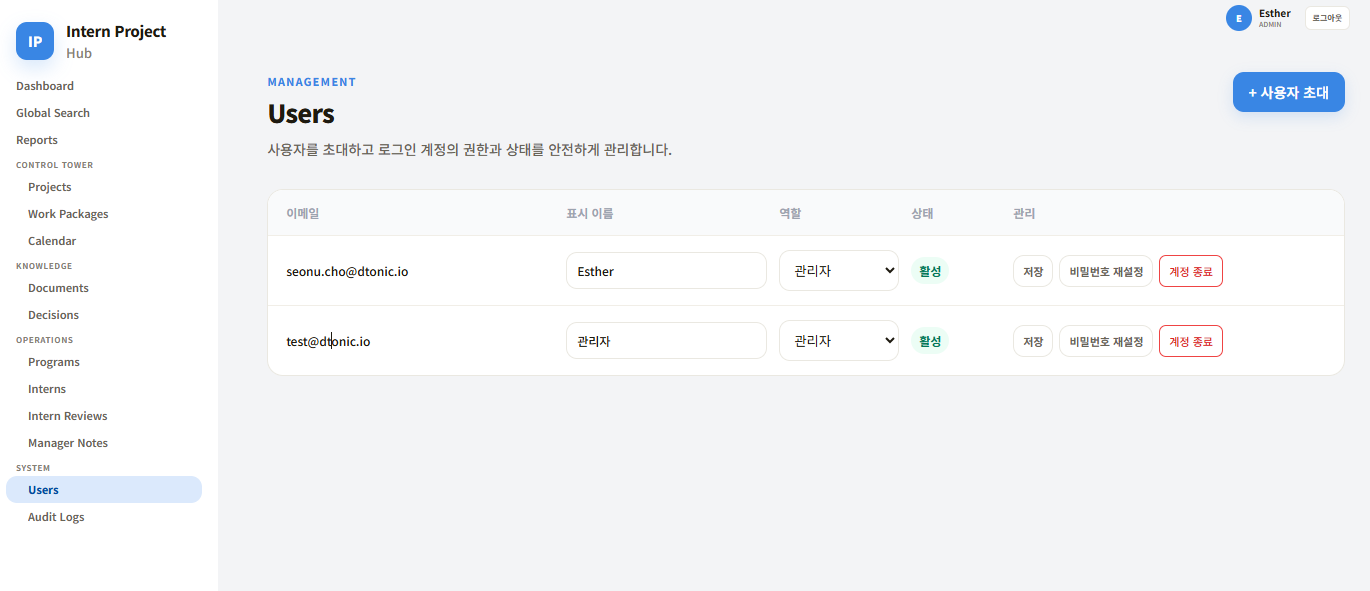 IP
Intern Project
Hub
Dashboard
Global Search
Reports
CONTROL TOWER
Projects
Work Packages
Calendar
KNOWLEDGE
Documents
Decisions
OPERATIONS
Programs
Interns
Intern Reviews
Manager Notes
SYSTEM
Users
Audit Logs
E
Esther
ADMIN
로그아웃
MANAGEMENT
Users
사용자를 초대하고 로그인 계정의 권한과 상태를 안전하게 관리합니다.
+ 사용자 초대
이메일 표시 이름 역할 상태 관리
seonu.cho@dtonic.io Esther 관리자 활성 저장 비밀번호 재설정 계정 종료
test@dtonic.io 관리자 관리자 활성 저장 비밀번호 재설정 계정 종료